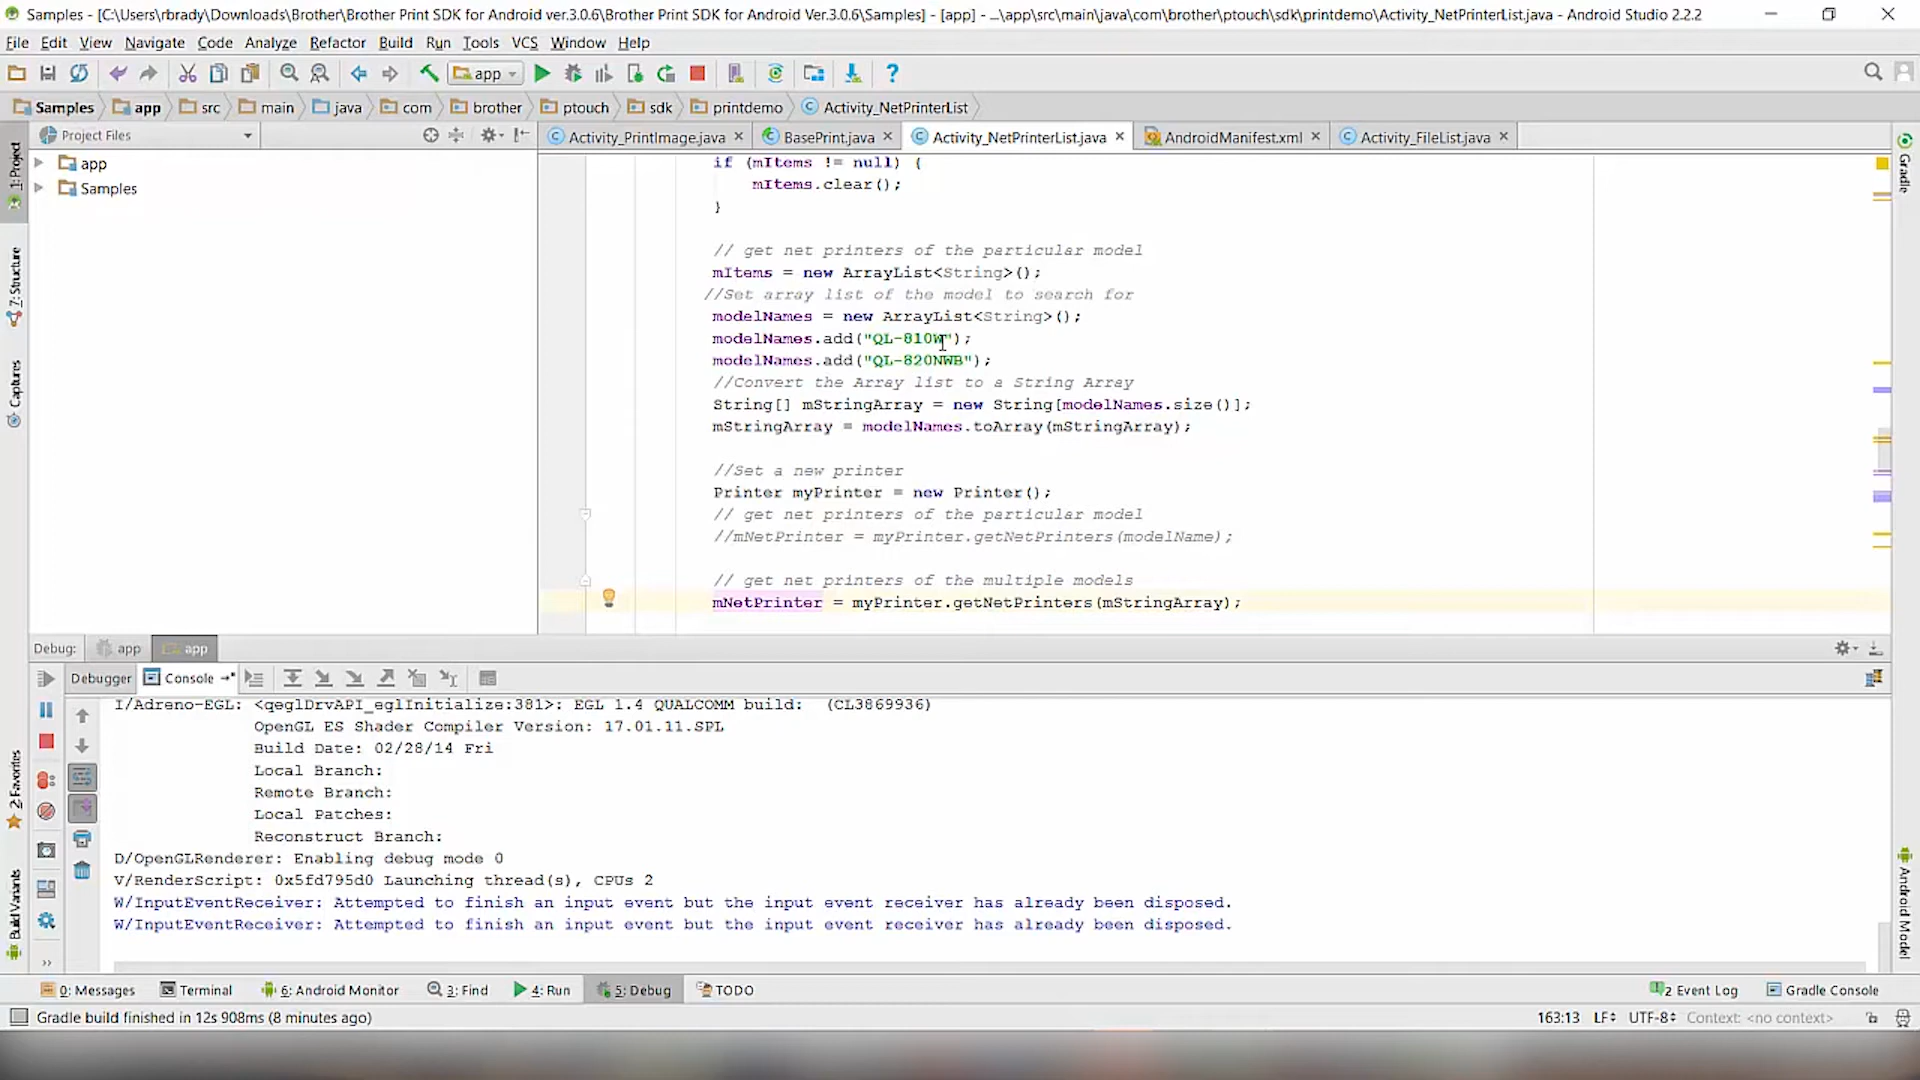 Samples - [C:\Users\rbrady\Downloads\Brother\Brother Print SDK for Android ver.3.0.6\Brother Print SDK for Android Ver.3.0.6\Samples] - [app] - ...\app\src\main\java\com\brother\ptouch\sdk\printdemo\Activity_NetPrinterList.java - Android Studio 2.2.2
File Edit View Navigate Code Analyze Refactor Build Run Tools VCS Window Help
app
Samples app src main java com brother ptouch sdk printdemo Activity_NetPrinterList
Project Files
Activity_PrintImage.java BasePrint.java Activity_NetPrinterList.java AndroidManifest.xml Activity_FileList.java
1: Project
7: Structure
Captures
2: Favorites
Build Variants
app
Samples
if (mItems != null) {
mItems.clear();
}
// get net printers of the particular model
mItems = new ArrayList<String>();
//Set array list of the model to search for
modelNames = new ArrayList<String>();
modelNames.add("QL-810W");
modelNames.add("QL-820NWB");
//Convert the Array list to a String Array
String[] mStringArray = new String[modelNames.size()];
mStringArray = modelNames.toArray(mStringArray);
//Set a new printer
Printer myPrinter = new Printer();
// get net printers of the particular model
//mNetPrinter = myPrinter.getNetPrinters(modelName);
// get net printers of the multiple models
mNetPrinter = myPrinter.getNetPrinters(mStringArray);
Gradle
Android Model
Debug: app app
Debugger Console
I/Adreno-EGL: <qeglDrvAPI_eglInitialize:381>: EGL 1.4 QUALCOMM build: (CL3869936)
OpenGL ES Shader Compiler Version: 17.01.11.SPL
Build Date: 02/28/14 Fri
Local Branch:
Remote Branch:
Local Patches:
Reconstruct Branch:
D/OpenGLRenderer: Enabling debug mode 0
V/RenderScript: 0x5fd795d0 Launching thread(s), CPUs 2
W/InputEventReceiver: Attempted to finish an input event but the input event receiver has already been disposed.
W/InputEventReceiver: Attempted to finish an input event but the input event receiver has already been disposed.
0: Messages Terminal 6: Android Monitor 3: Find 4: Run 5: Debug TODO 2 Event Log Gradle Console
Gradle build finished in 12s 908ms (8 minutes ago) 163:13 LF UTF-8 Context: <no context>